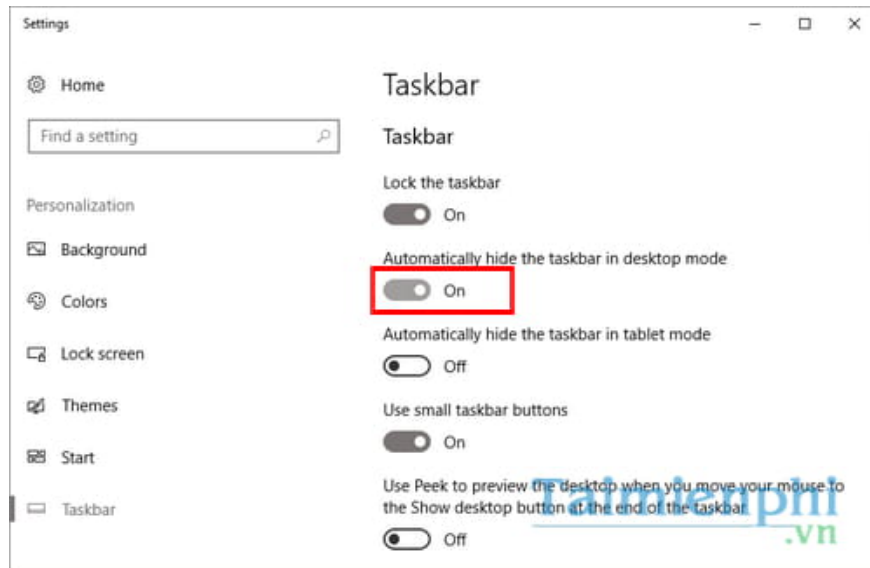 Settings
Home
Find a setting
Personalization
Background
Colors
Lock screen
Themes
Start
Taskbar
Taskbar
Taskbar
Lock the taskbar
On
Automatically hide the taskbar in desktop mode
On
Automatically hide the taskbar in tablet mode
Off
Use small taskbar buttons
On
Use Peek to preview the desktop when you move your mouse to
the Show desktop button at the end of the taskbar
Off
Taimienphi
.vn